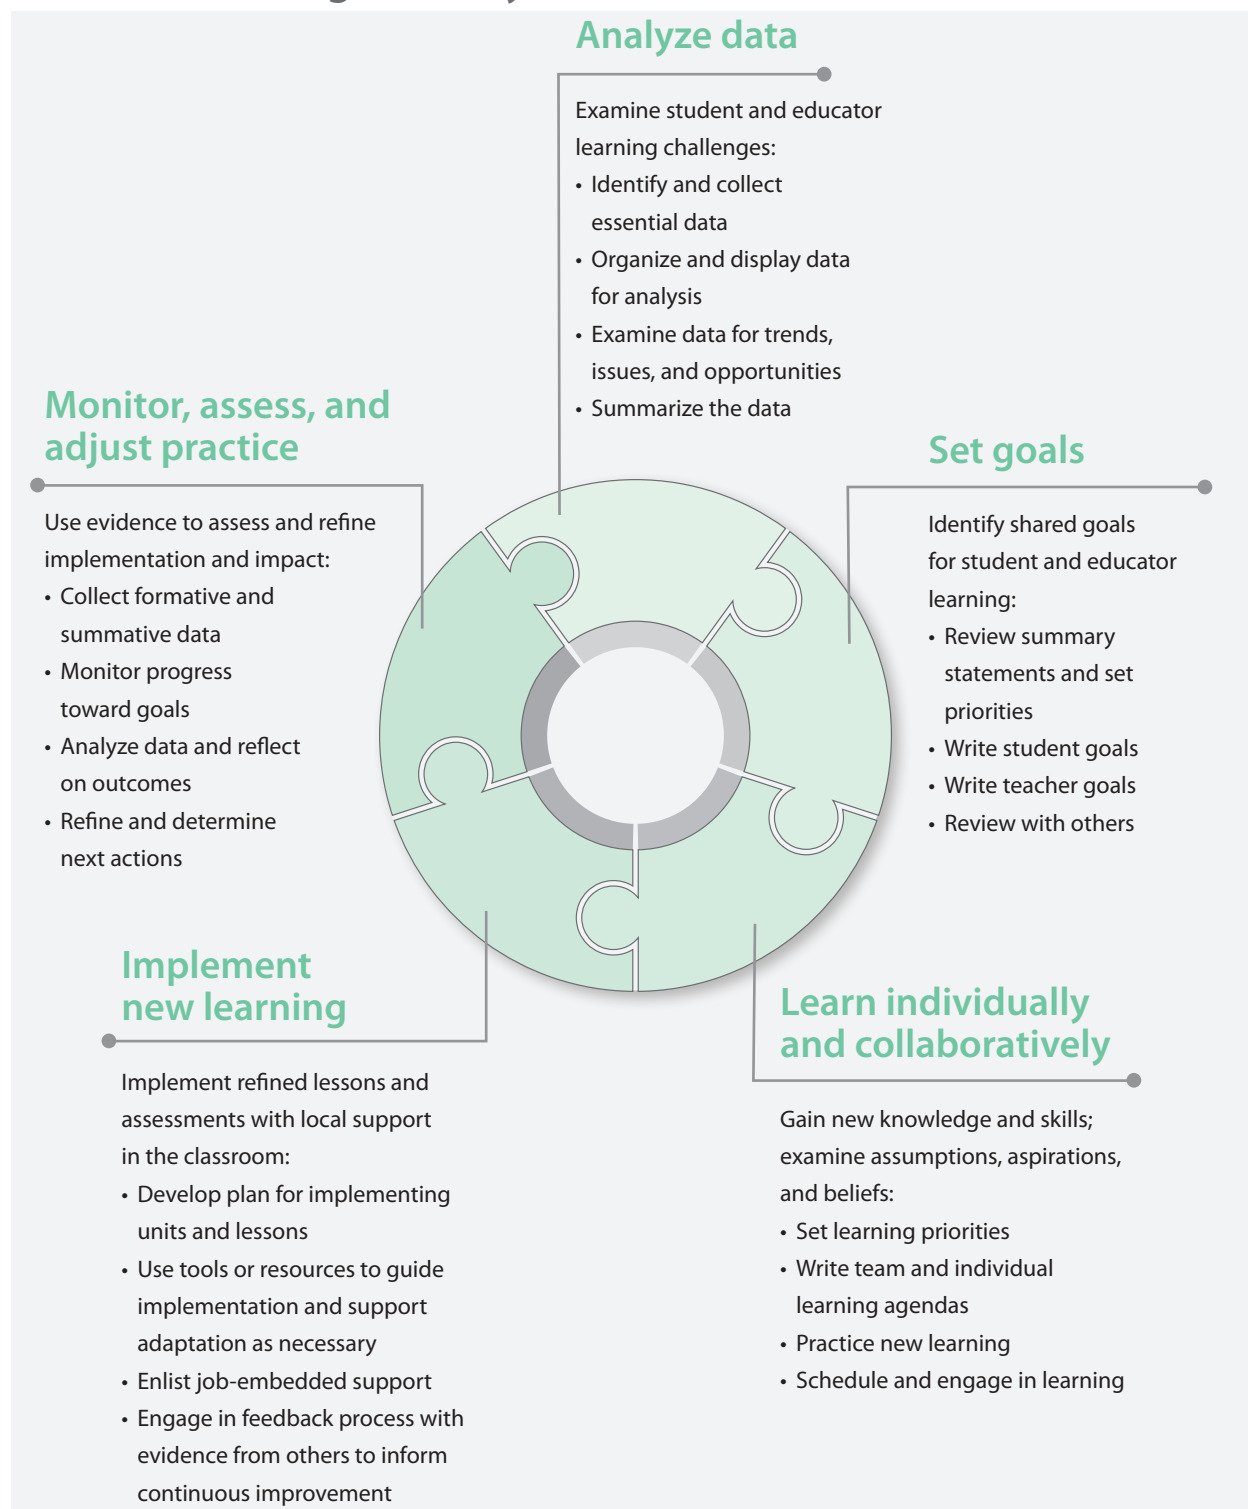 Analyze data
Examine student and educator
learning challenges:
• Identify and collect
essential data
• Organize and display data
for analysis
• Examine data for trends,
issues, and opportunities
• Summarize the data
Set goals
Identify shared goals
for student and educator
learning:
• Review summary
statements and set
priorities
• Write student goals
• Write teacher goals
• Review with others
Learn individually
and collaboratively
Gain new knowledge and skills;
examine assumptions, aspirations,
and beliefs:
• Set learning priorities
• Write team and individual
learning agendas
• Practice new learning
• Schedule and engage in learning
Implement
new learning
Implement refined lessons and
assessments with local support
in the classroom:
• Develop plan for implementing
units and lessons
• Use tools or resources to guide
implementation and support
adaptation as necessary
• Enlist job-embedded support
• Engage in feedback process with
evidence from others to inform
continuous improvement
Monitor, assess, and
adjust practice
Use evidence to assess and refine
implementation and impact:
• Collect formative and
summative data
• Monitor progress
toward goals
• Analyze data and reflect
on outcomes
• Refine and determine
next actions